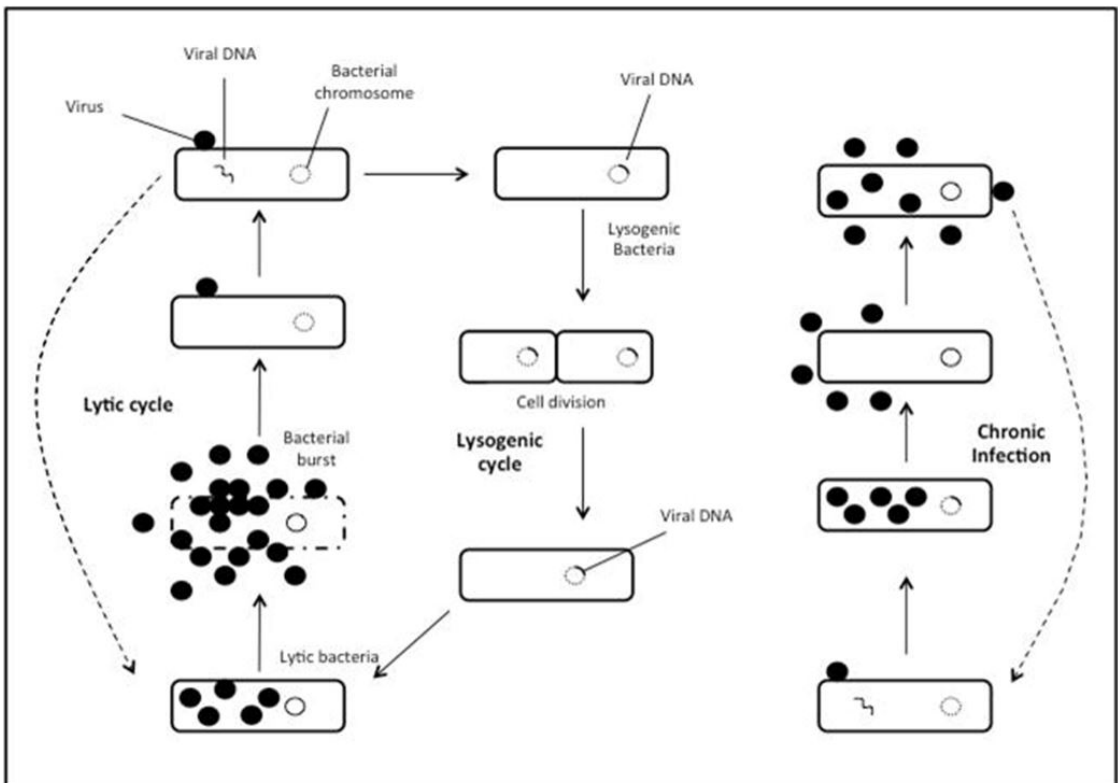 Viral DNA
Bacterial
chromosome
Virus
Viral DNA
Lysogenic
Bacteria
Lytic cycle
Cell division
Bacterial
burst
Lysogenic
cycle
Chronic
Infection
Viral DNA
Lytic bacteria